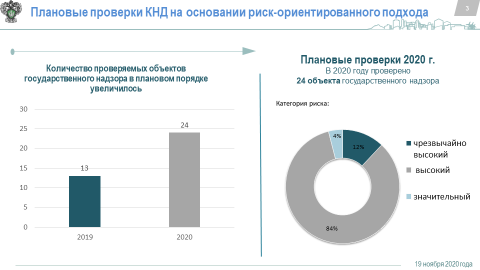 Плановые проверки КНД на основании риск-ориентированного подхода
3
Количество проверяемых объектов
государственного надзора в плановом порядке
увеличилось
30
25
20
15
10
5
0
13
24
2019
2020
Плановые проверки 2020 г.
В 2020 году проверено
24 объекта государственного надзора
Категория риска:
4%
12%
84%
чрезвычайно
высокий
высокий
значительный
19 ноября 2020 года